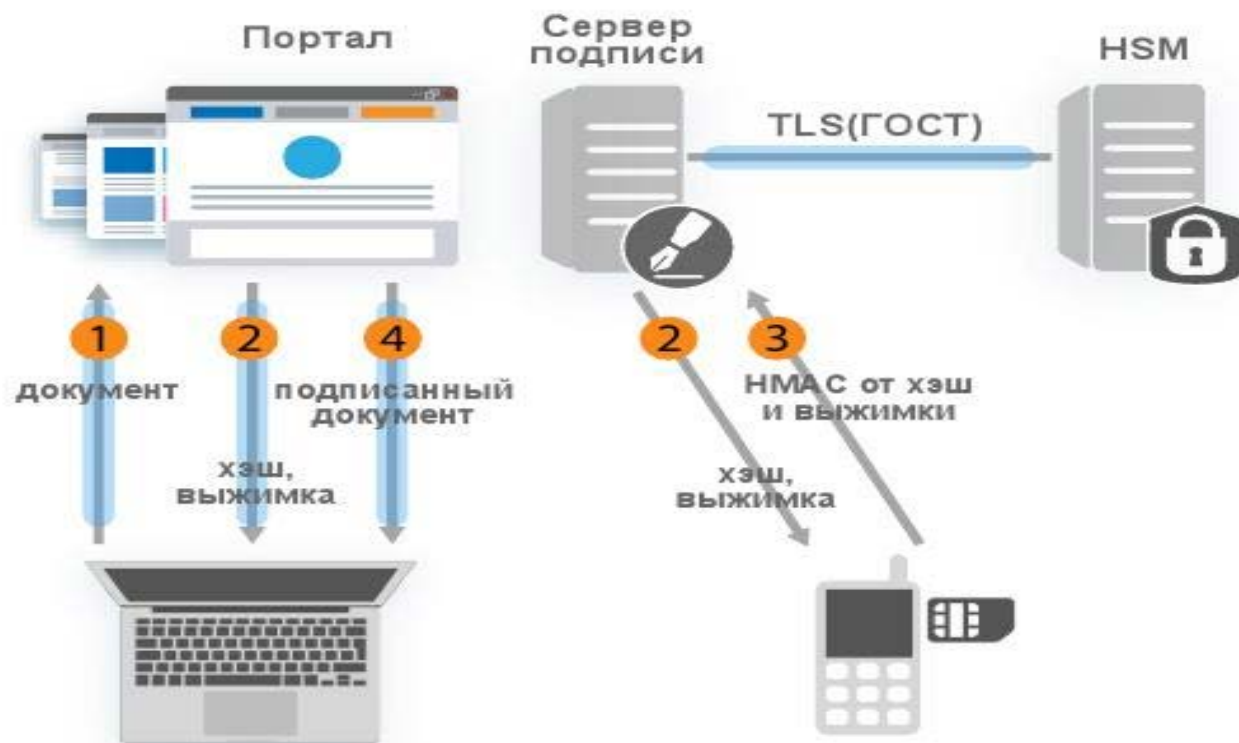 Портал
Сервер
подписи
HSM
TLS(ГОСТ)
1
2
4
2
3
документ
подписанный
документ
HMAC от хэш
и выжимки
хэш,
выжимка
хэш,
выжимка